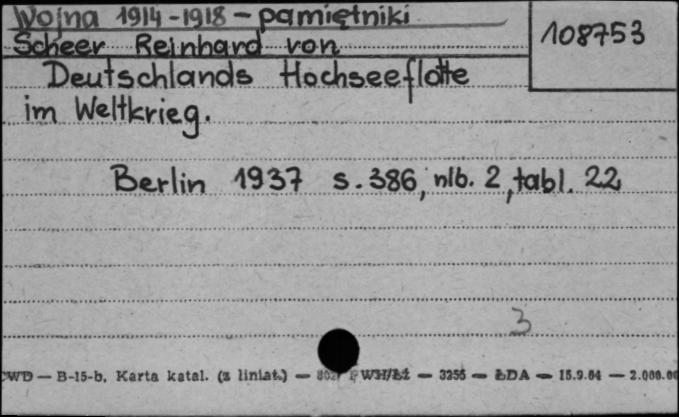 Wojna 1914-1918 - pamiętniki
108753
Scheer Reinhard von
Deutschlands Hochseeflotte
im Weltkrieg.
Berlin 1937 s. 386, nlb. 2, tabl. 22
3
CWD — B-15-b, Karta katal. (z liniat.) — WH/Łż — 3255 — ŁDA — 15.9.64 — 2.000.00